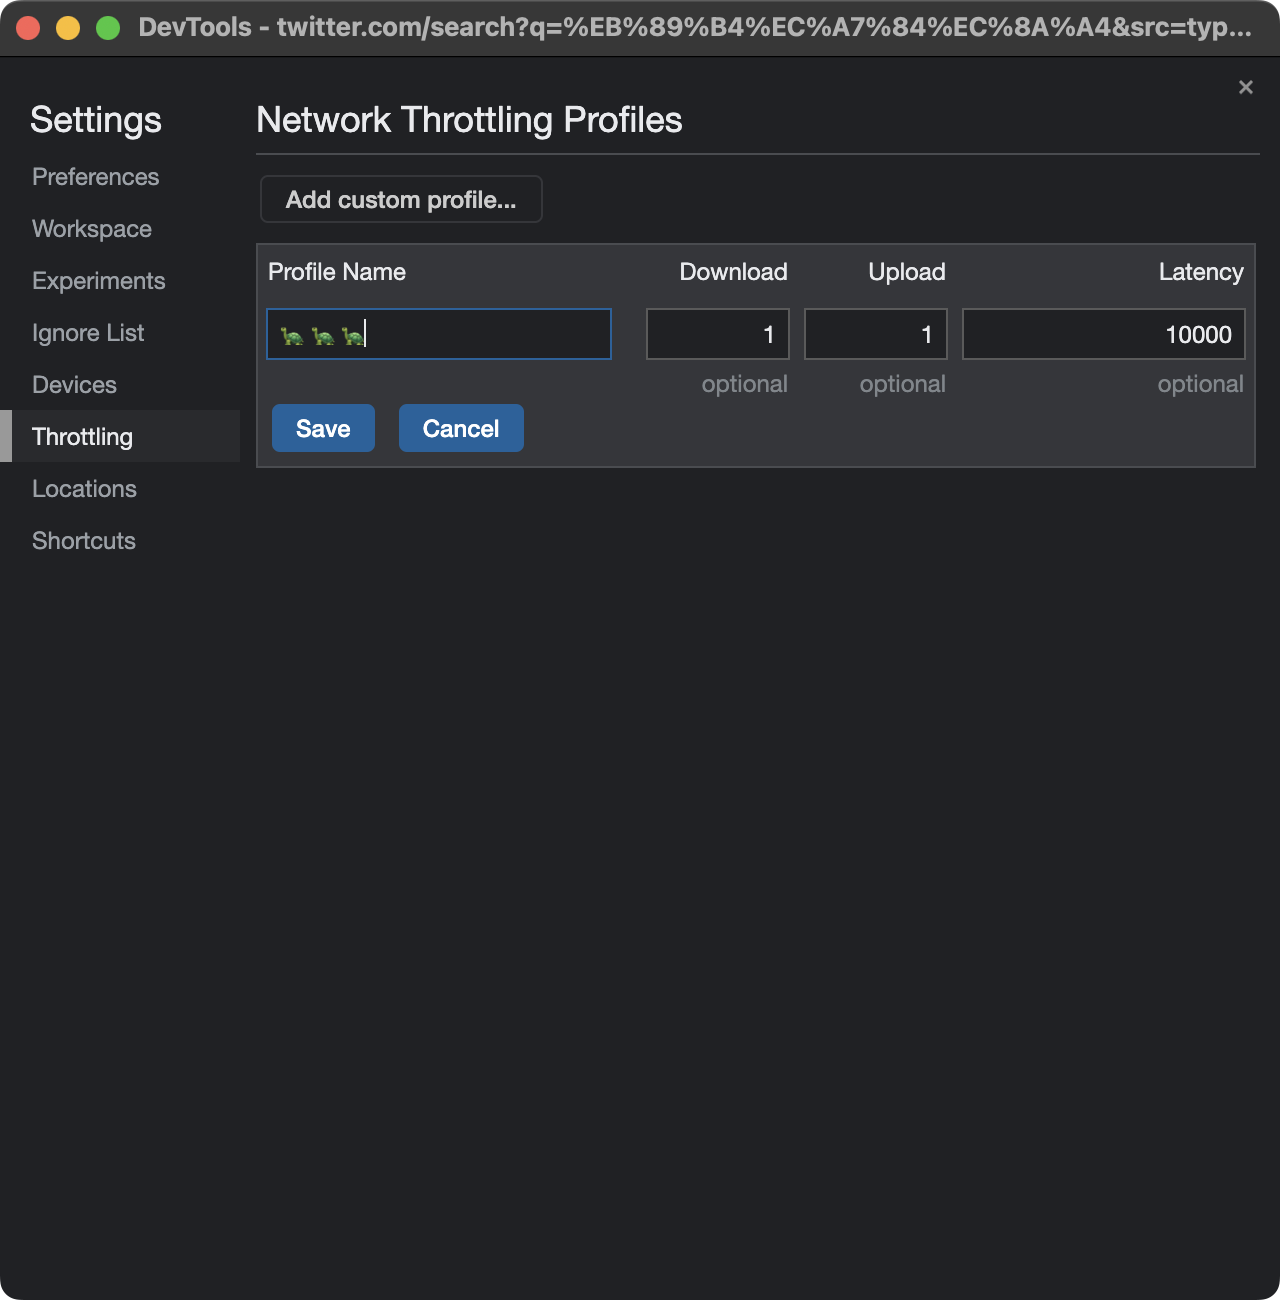 DevTools - twitter.com/search?q=%EB%89%B4%EC%A7%84%EC%8A%A4&src=typ...
Settings
Preferences
Workspace
Experiments
Ignore List
Devices
Throttling
Locations
Shortcuts
Network Throttling Profiles
Add custom profile...
Profile Name Download Upload Latency
🐢 🐢 🐢 1 1 10000
optional optional optional
Save Cancel